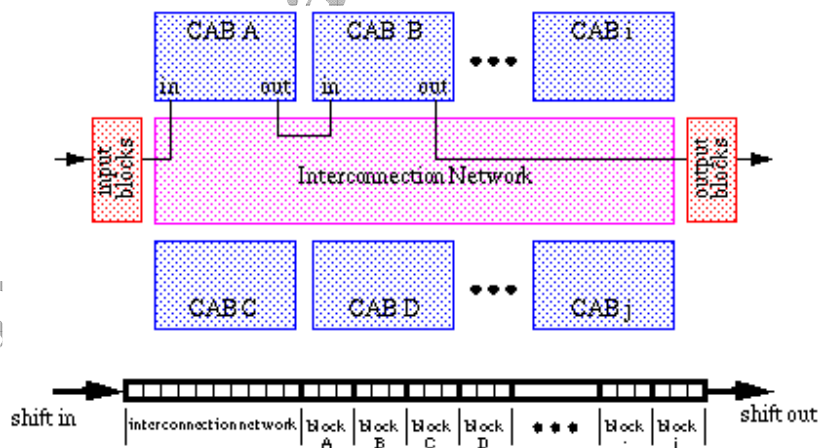 CAB A
CAB B
CAB i
in
out
in
out
input blocks
Interconnection Network
output blocks
CAB C
CAB D
CAB j
shift in
shift out
interconnection network
block A
block B
block C
block D
block
block j